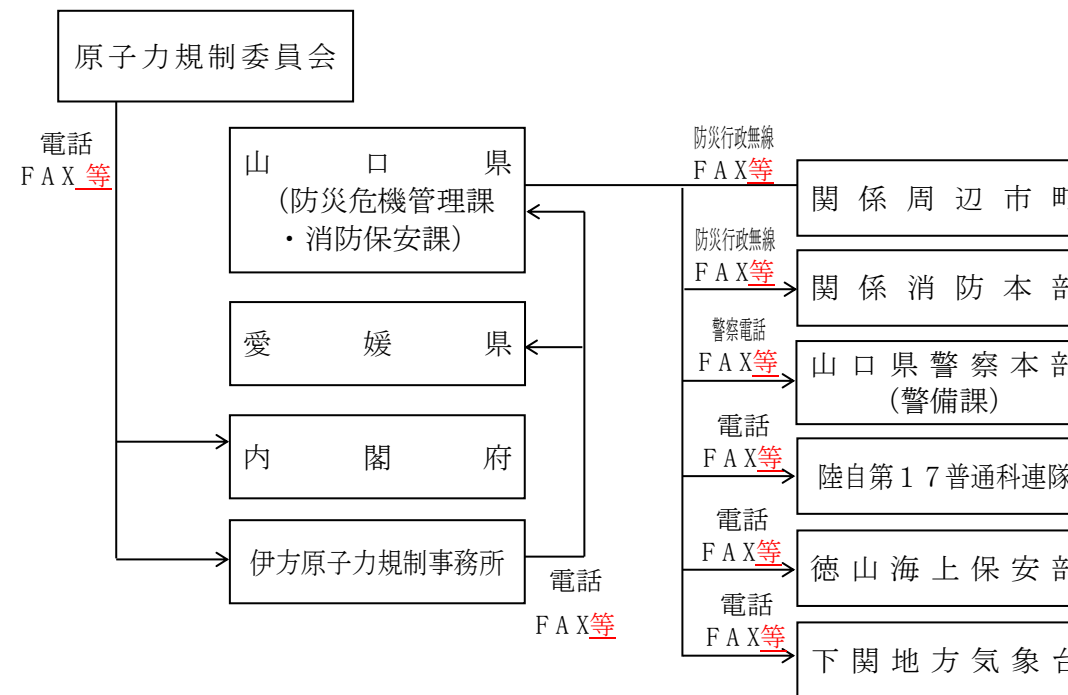 原子力規制委員会
電話
ＦＡＸ等
山口県
（防災危機管理課
・消防保安課）
愛媛県
内閣府
伊方原子力規制事務所
電話
ＦＡＸ等
防災行政無線
ＦＡＸ等
関係周辺市町
防災行政無線
ＦＡＸ等
関係消防本部
警察電話
ＦＡＸ等
山口県警察本部
（警備課）
電話
ＦＡＸ等
陸自第１７普通科連隊
電話
ＦＡＸ等
徳山海上保安部
電話
ＦＡＸ等
下関地方気象台